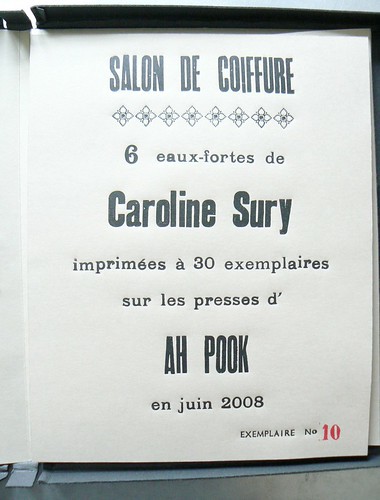 SALON DE COIFFURE
6 eaux-fortes de
Caroline Sury
imprimées à 30 exemplaires
sur les presses d'
AH POOK
en juin 2008
EXEMPLAIRE No 10